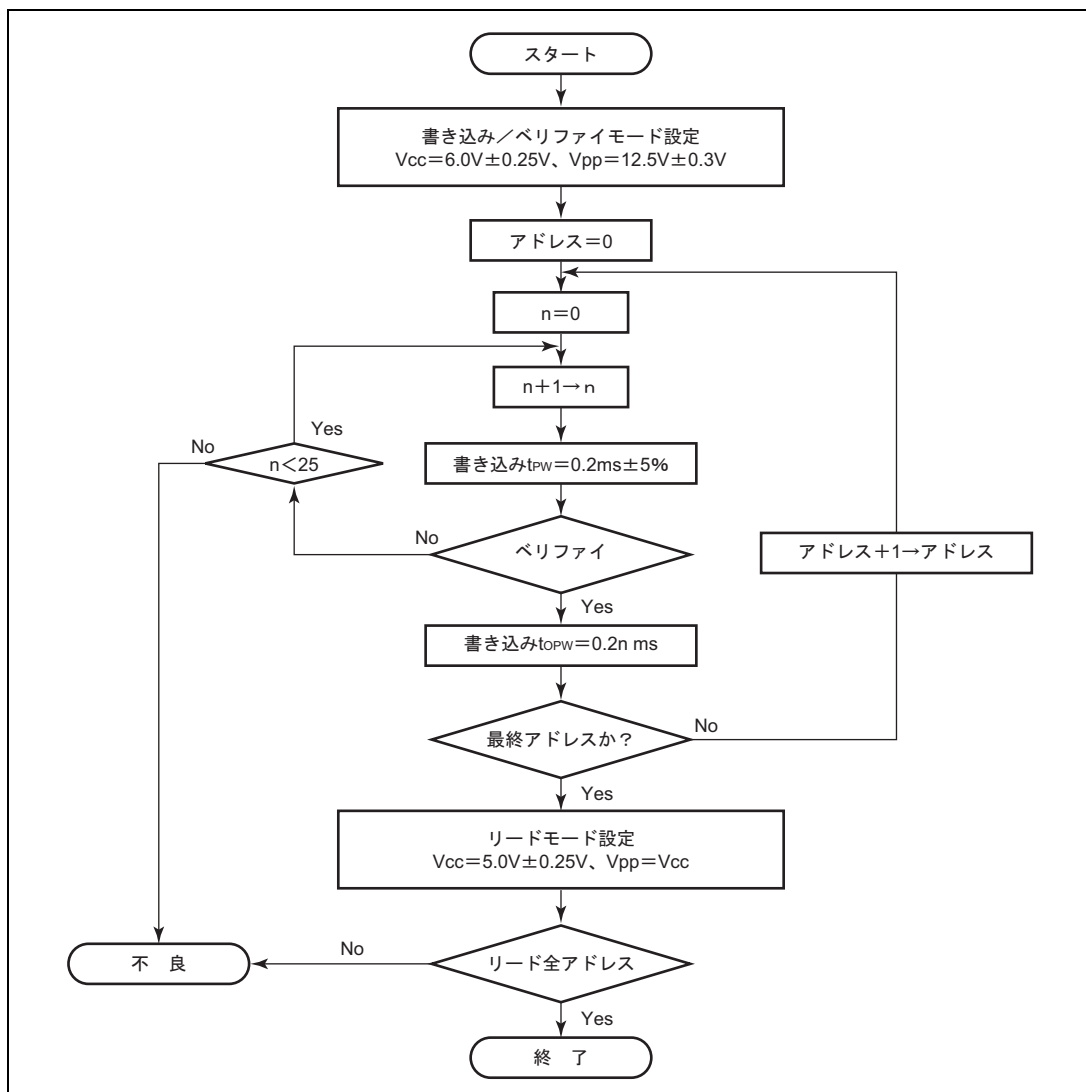 スタート
書き込み／ベリファイモード設定
Vcc＝6.0V±0.25V、Vpp＝12.5V±0.3V
アドレス＝0
n＝0
n＋1→n
No
Yes
n＜25
書き込みtPW＝0.2ms±5%
No
ベリファイ
アドレス＋1→アドレス
Yes
書き込みtOPW＝0.2n ms
最終アドレスか？
No
Yes
リードモード設定
Vcc＝5.0V±0.25V、Vpp＝Vcc
不 良
No
リード全アドレス
Yes
終 了